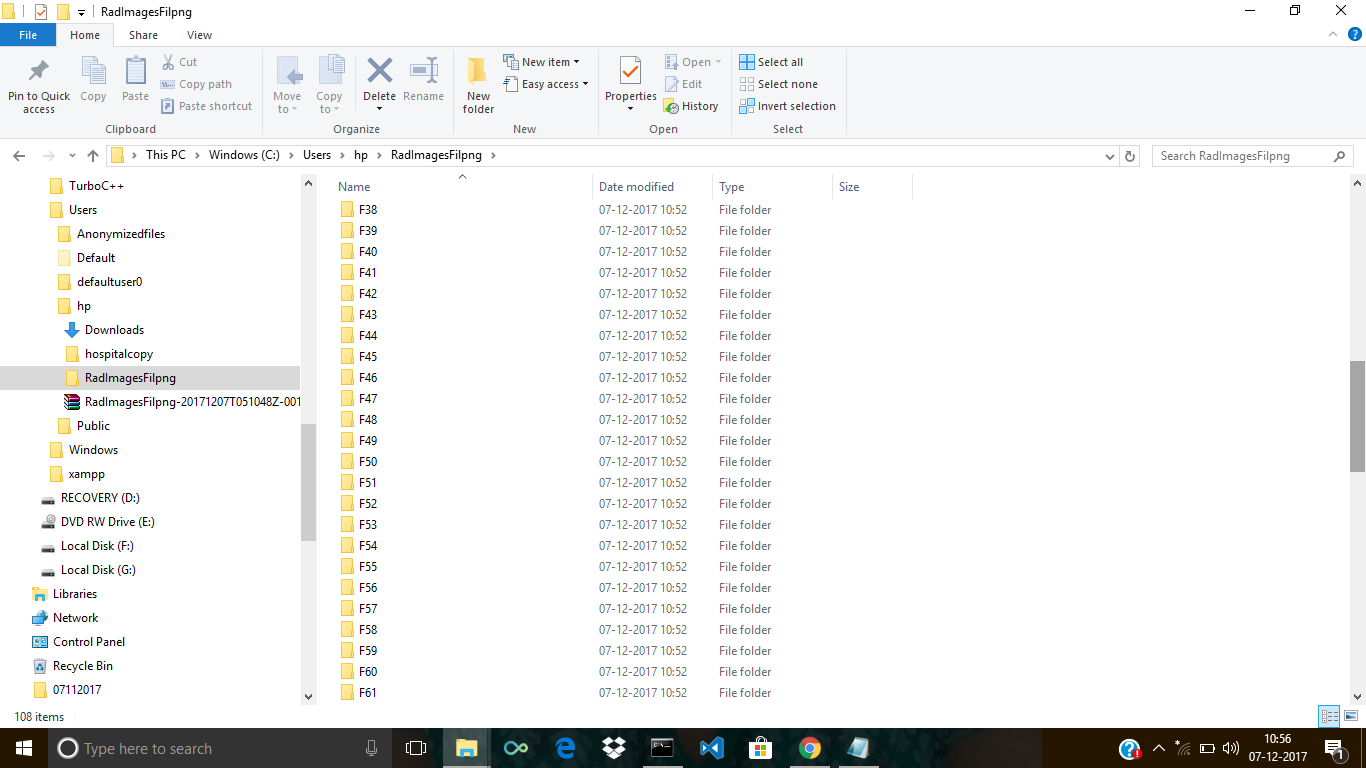 RadImagesFilpng
File Home Share View
Pin to Quick access
Copy
Paste
Cut
Copy path
Paste shortcut
Clipboard
Move to
Copy to
Delete
Rename
Organize
New folder
New item
Easy access
New
Properties
Open
Edit
History
Open
Select all
Select none
Invert selection
Select
This PC Windows (C:) Users hp RadImagesFilpng
Search RadImagesFilpng
TurboC++
Users
Anonymizedfiles
Default
defaultuser0
hp
Downloads
hospitalcopy
RadImagesFilpng
RadImagesFilpng-20171207T051048Z-001
Public
Windows
xampp
RECOVERY (D:)
DVD RW Drive (E:)
Local Disk (F:)
Local Disk (G:)
Libraries
Network
Control Panel
Recycle Bin
07112017
Name Date modified Type Size
F38 07-12-2017 10:52 File folder
F39 07-12-2017 10:52 File folder
F40 07-12-2017 10:52 File folder
F41 07-12-2017 10:52 File folder
F42 07-12-2017 10:52 File folder
F43 07-12-2017 10:52 File folder
F44 07-12-2017 10:52 File folder
F45 07-12-2017 10:52 File folder
F46 07-12-2017 10:52 File folder
F47 07-12-2017 10:52 File folder
F48 07-12-2017 10:52 File folder
F49 07-12-2017 10:52 File folder
F50 07-12-2017 10:52 File folder
F51 07-12-2017 10:52 File folder
F52 07-12-2017 10:52 File folder
F53 07-12-2017 10:52 File folder
F54 07-12-2017 10:52 File folder
F55 07-12-2017 10:52 File folder
F56 07-12-2017 10:52 File folder
F57 07-12-2017 10:52 File folder
F58 07-12-2017 10:52 File folder
F59 07-12-2017 10:52 File folder
F60 07-12-2017 10:52 File folder
F61 07-12-2017 10:52 File folder
108 items
Type here to search
10:56
07-12-2017
1